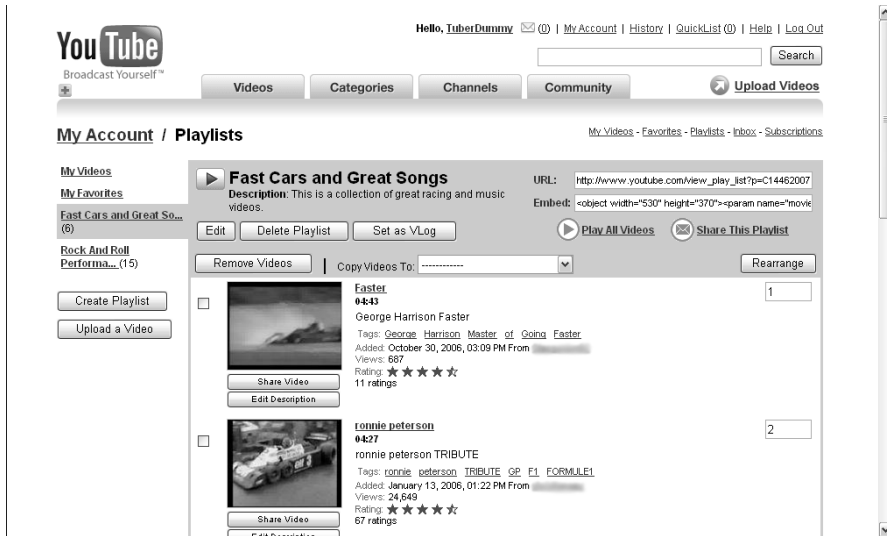 Hello, TuberDummy (0) | My Account | History | QuickList (0) | Help | Log Out
You Tube
Broadcast Yourself™
Search
Videos Categories Channels Community Upload Videos
My Account / Playlists
My Videos - Favorites - Playlists - Inbox - Subscriptions
My Videos
My Favorites
Fast Cars and Great So...
(6)
Rock And Roll
Performa... (15)
Create Playlist
Upload a Video
Fast Cars and Great Songs
Description: This is a collection of great racing and music
videos.
URL: http://www.youtube.com/view_play_list?p=C14462007
Embed: <object width="530" height="370"><param name="movie
Edit Delete Playlist Set as VLog
Play All Videos Share This Playlist
Remove Videos | Copy Videos To: ------------ Rearrange
Faster
04:43
George Harrison Faster
Tags: George Harrison Master of Going Faster
Added: October 30, 2006, 03:09 PM From
Views: 687
Rating:
11 ratings
Share Video
Edit Description
1
ronnie peterson
04:27
ronnie peterson TRIBUTE
Tags: ronnie peterson TRIBUTE GP F1 FORMULE1
Added: January 13, 2006, 01:22 PM From
Views: 24,649
Rating:
67 ratings
Share Video
Edit Description
2